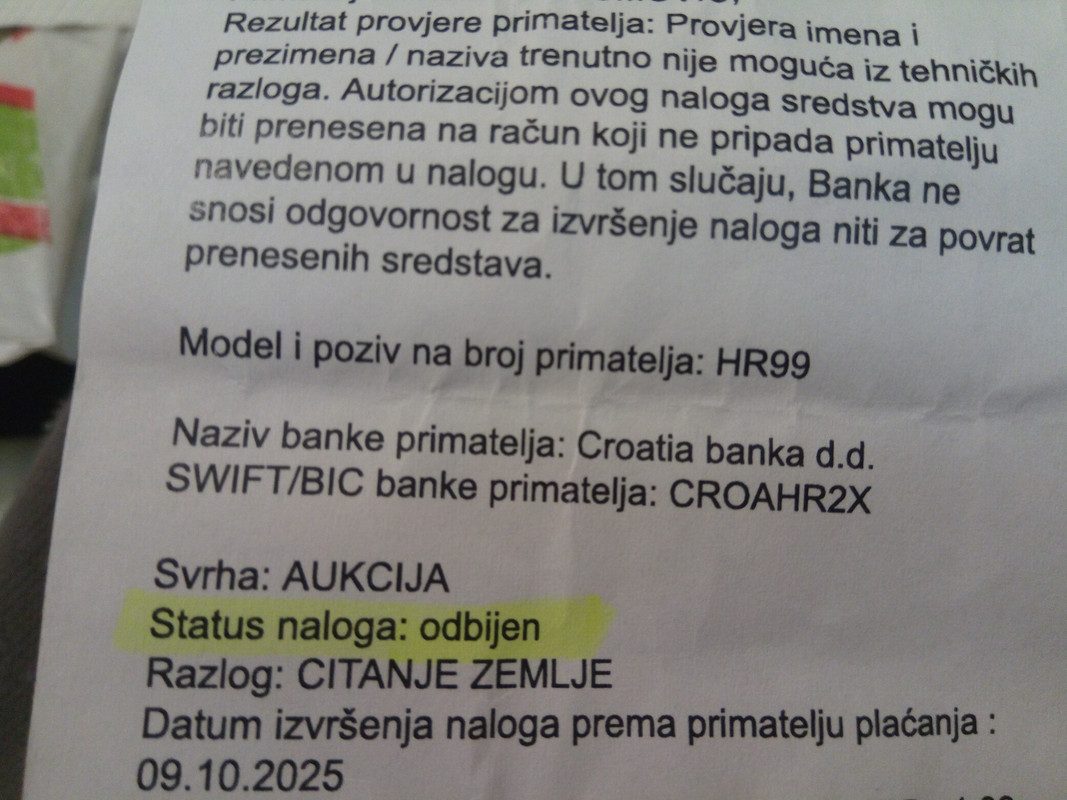 Rezultat provjere primatelja: Provjera imena i
prezimena / naziva trenutno nije moguća iz tehničkih
razloga. Autorizacijom ovog naloga sredstva mogu
biti prenesena na račun koji ne pripada primatelju
navedenom u nalogu. U tom slučaju, Banka ne
snosi odgovornost za izvršenje naloga niti za povrat
prenesenih sredstava.
Model i poziv na broj primatelja: HR99
Naziv banke primatelja: Croatia banka d.d.
SWIFT/BIC banke primatelja: CROAHR2X
Svrha: AUKCIJA
Status naloga: odbijen
Razlog: CITANJE ZEMLJE
Datum izvršenja naloga prema primatelju plaćanja :
09.10.2025